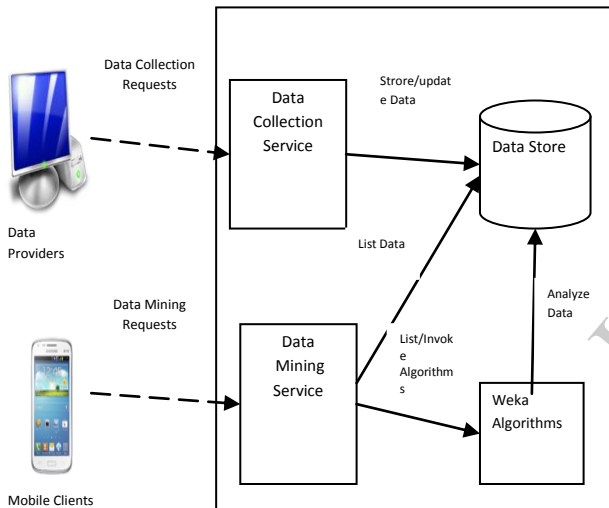 Data Collection
Requests
Data
Collection
Service
Strore/updat
e Data
Data Store
Data
Providers
List Data
Data Mining
Requests
Data
Mining
Service
List/Invok
e
Algorithm
s
Analyze
Data
Weka
Algorithms
Mobile Clients